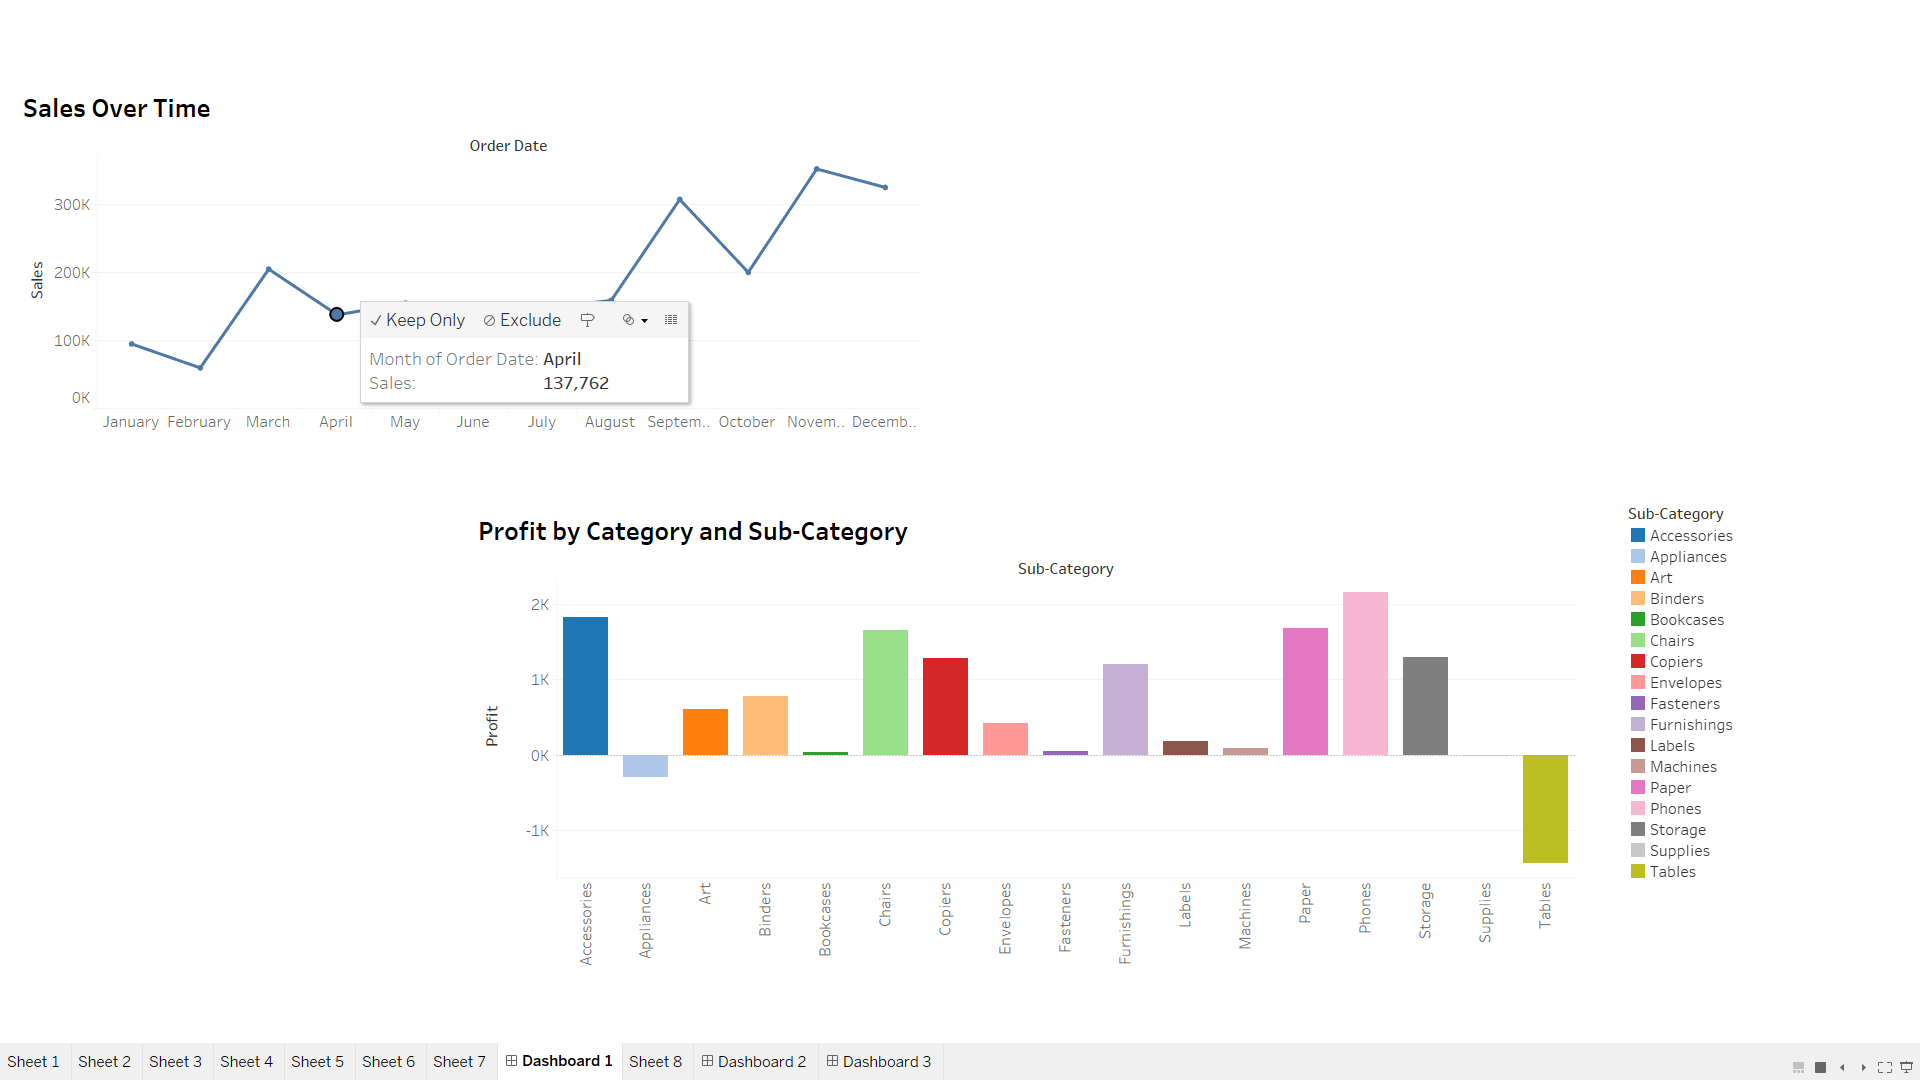 Sales Over Time
Order Date
300K
200K
100K
0K
Sales
Keep Only Exclude
Month of Order Date: April
Sales: 137,762
January February March April May June July August Septem.. October Novem.. Decemb..
Profit by Category and Sub-Category
Sub-Category
2K
1K
0K
-1K
Profit
Accessories Appliances Art Binders Bookcases Chairs Copiers Envelopes Fasteners Furnishings Labels Machines Paper Phones Storage Supplies Tables
Sub-Category
Accessories
Appliances
Art
Binders
Bookcases
Chairs
Copiers
Envelopes
Fasteners
Furnishings
Labels
Machines
Paper
Phones
Storage
Supplies
Tables
Sheet 1 Sheet 2 Sheet 3 Sheet 4 Sheet 5 Sheet 6 Sheet 7 Dashboard 1 Sheet 8 Dashboard 2 Dashboard 3